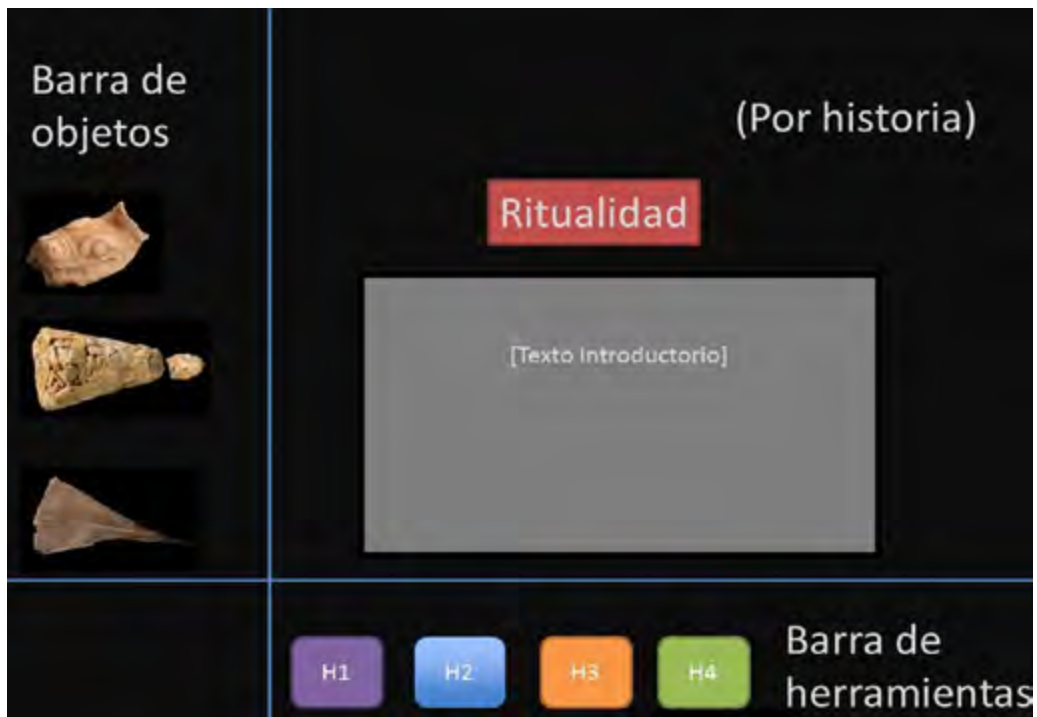 Barra de
objetos
(Por historia)
Ritualidad
[Texto Introductorio]
H1
H2
H3
H4
Barra de
herramientas